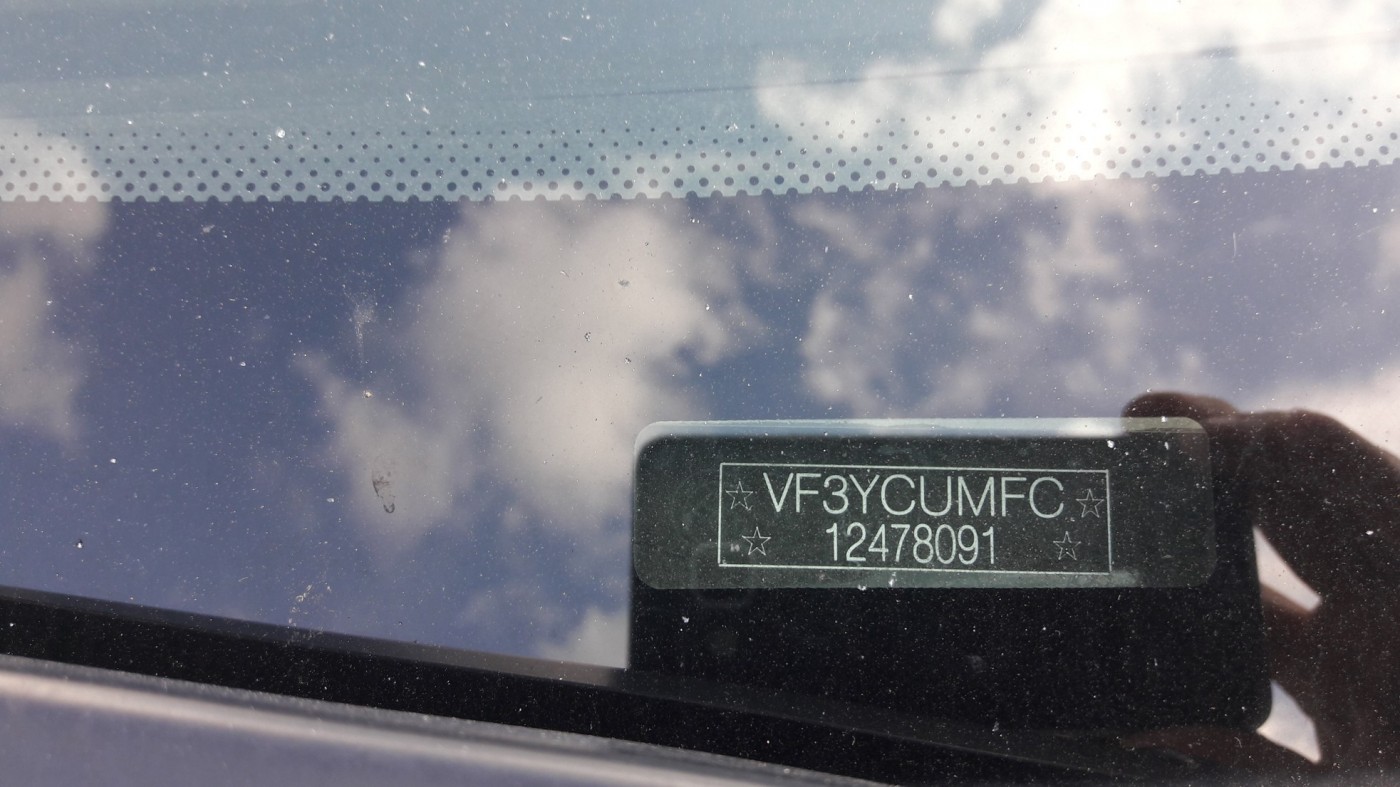 ☆ VF3YCUMFC ☆
☆ 12478091 ☆